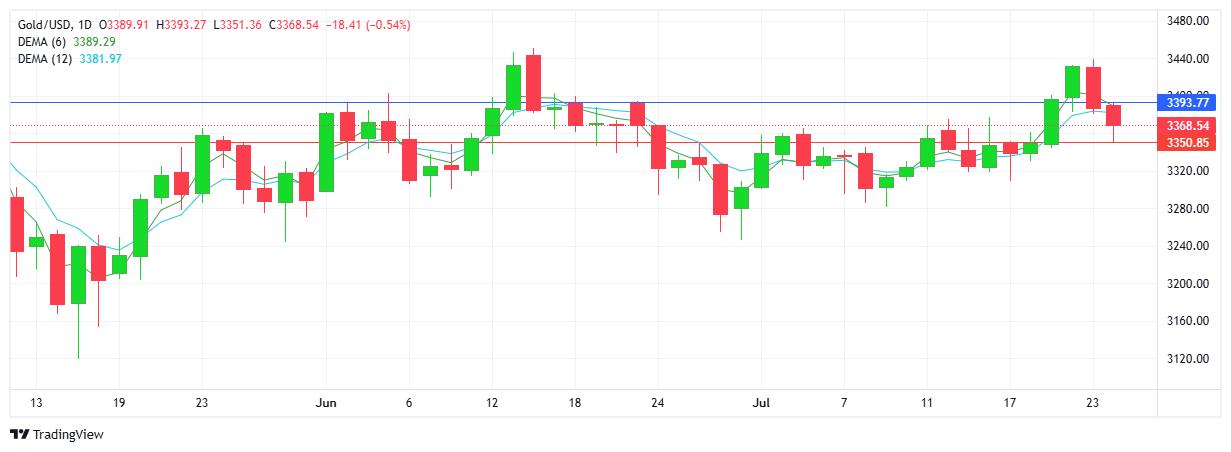 Gold/USD, 1D O3389.91 H3393.27 L3351.36 C3368.54 −18.41 (−0.54%)
DEMA (6) 3389.29
DEMA (12) 3381.97
3480.00
3440.00
3393.77
3368.54
3350.85
3320.00
3280.00
3240.00
3200.00
3160.00
3120.00
13 19 23 Jun 6 12 18 24 Jul 7 11 17 23
TradingView